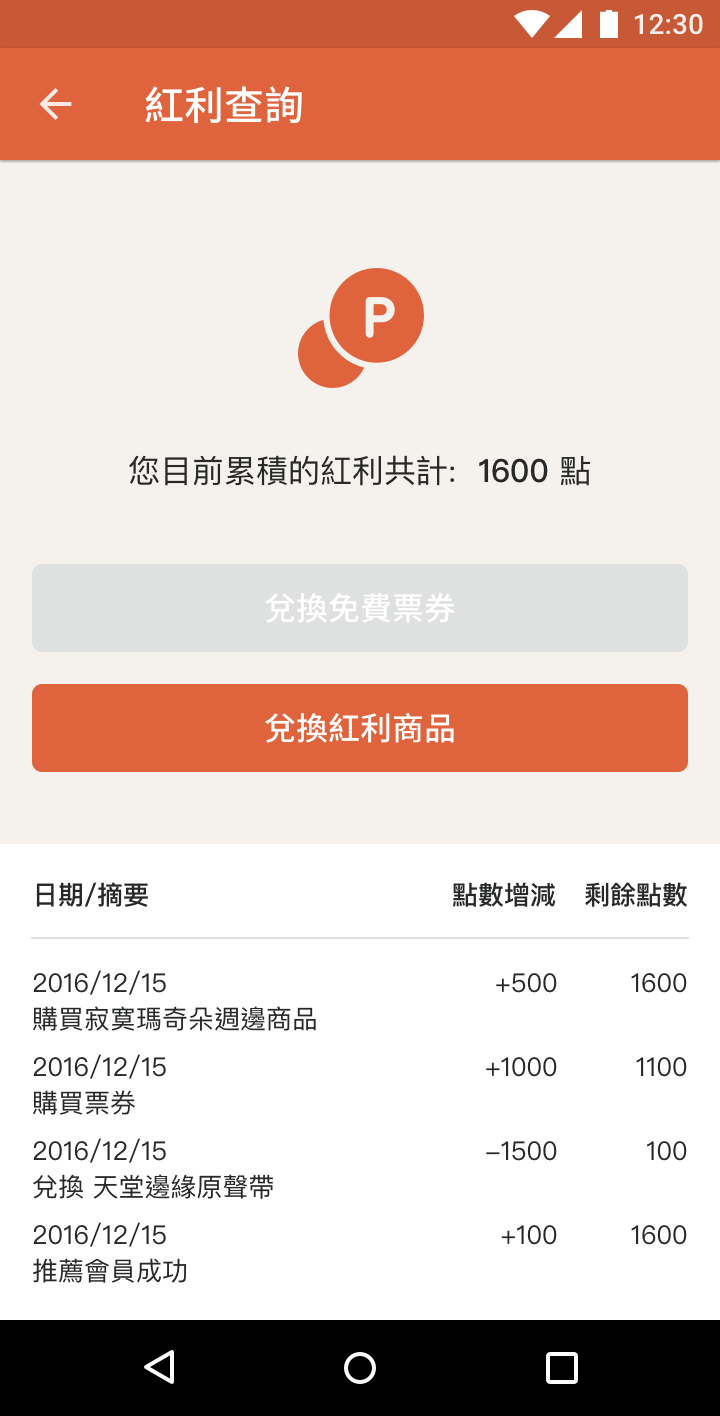 12:30
紅利查詢
P
您目前累積的紅利共計: 1600 點
兌換免費票券
兌換紅利商品
日期/摘要 點數增減 剩餘點數
2016/12/15 +500 1600
購買寂寞瑪奇朵週邊商品
2016/12/15 +1000 1100
購買票券
2016/12/15 –1500 100
兌換 天堂邊緣原聲帶
2016/12/15 +100 1600
推薦會員成功